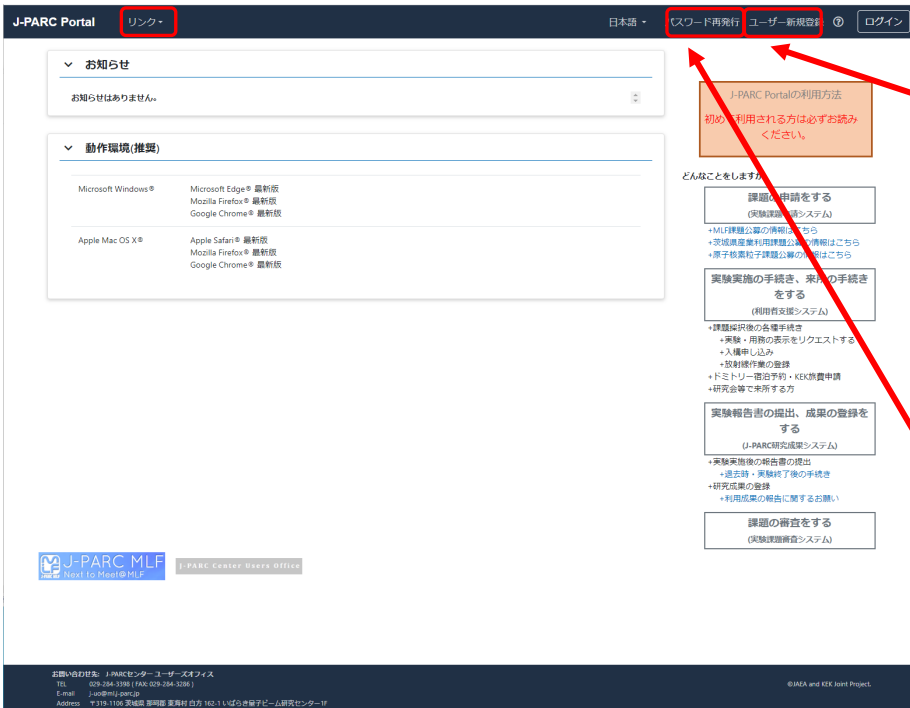 J-PARC Portal リンク 日本語 パスワード再発行 ユーザー新規登録 ログイン
お知らせ
お知らせはありません。
動作環境(推奨)
Microsoft Windows® Microsoft Edge® 最新版
Mozilla Firefox® 最新版
Google Chrome® 最新版
Apple Mac OS X® Apple Safari® 最新版
Mozilla Firefox® 最新版
Google Chrome® 最新版
J-PARC Portalの利用方法
初めて利用される方は必ずお読み
ください。
どんなことをしますか
課題の申請をする
(実験課題申請システム)
+MLF課題公募の情報はこちら
+茨城県産業利用課題公募の情報はこちら
+原子核素粒子課題公募の情報はこちら
実験実施の手続き、来所の手続き
をする
(利用者支援システム)
+課題採択後の各種手続き
+実験・用務の表示をリクエストする
+入構申し込み
+放射線作業の登録
+ドミトリー宿泊予約・KEK旅費申請
+研究会等で来所する方
実験報告書の提出、成果の登録を
する
(J-PARC研究成果システム)
+実験実施後の報告書の提出
+退去時・実験終了後の手続き
+研究成果の登録
+利用成果の報告に関するお願い
課題の審査をする
(実験課題審査システム)
J-PARC MLF
Next to Meet@MLF
J-PARC Center Users Office
お問い合わせ先: J-PARCセンター ユーザーズオフィス
TEL 029-284-3398 ( FAX: 029-284-3286 )
E-mail j-uo@ml.j-parc.jp
Address 〒319-1106 茨城県 那珂郡 東海村 白方 162-1 いばらき量子ビーム研究センター1F
©JAEA and KEK Joint Project.